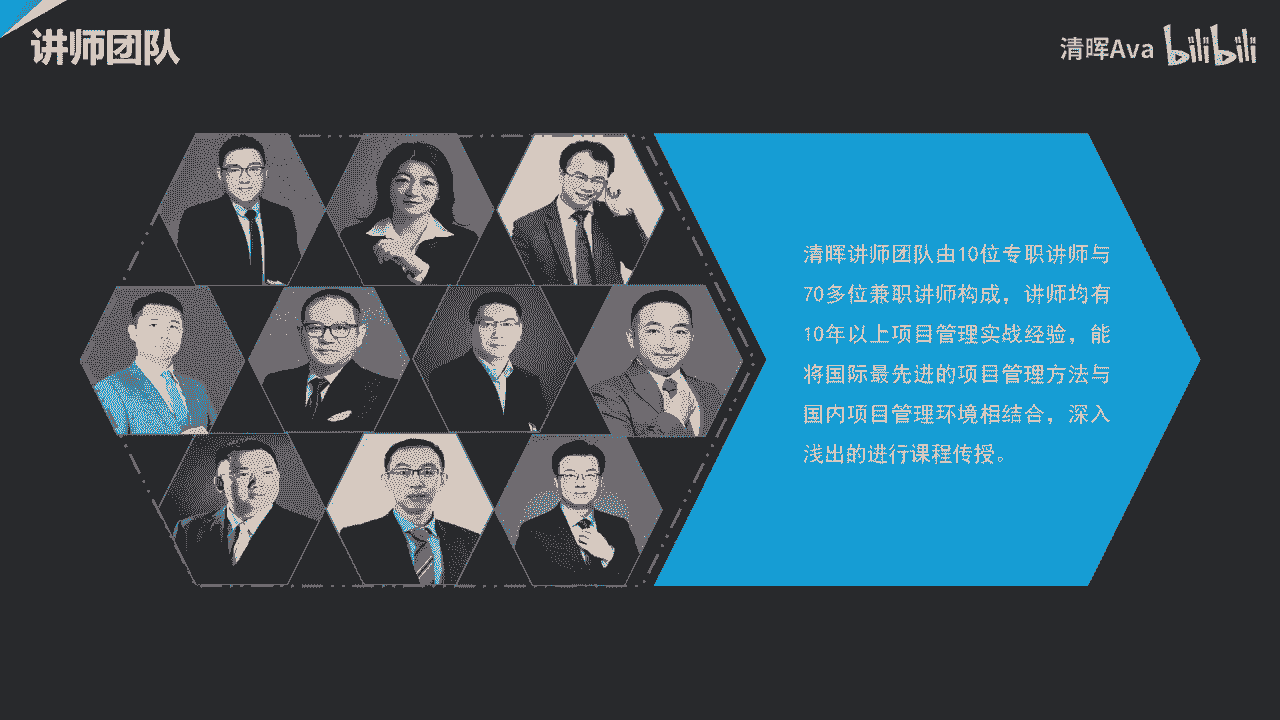 讲师团队
清晖Ava bilibili
清晖讲师团队由10位专职讲师与
70多位兼职讲师构成，讲师均有
10年以上项目管理实战经验，能
将国际最先进的项目管理方法与
国内项目管理环境相结合，深入
浅出的进行课程传授。